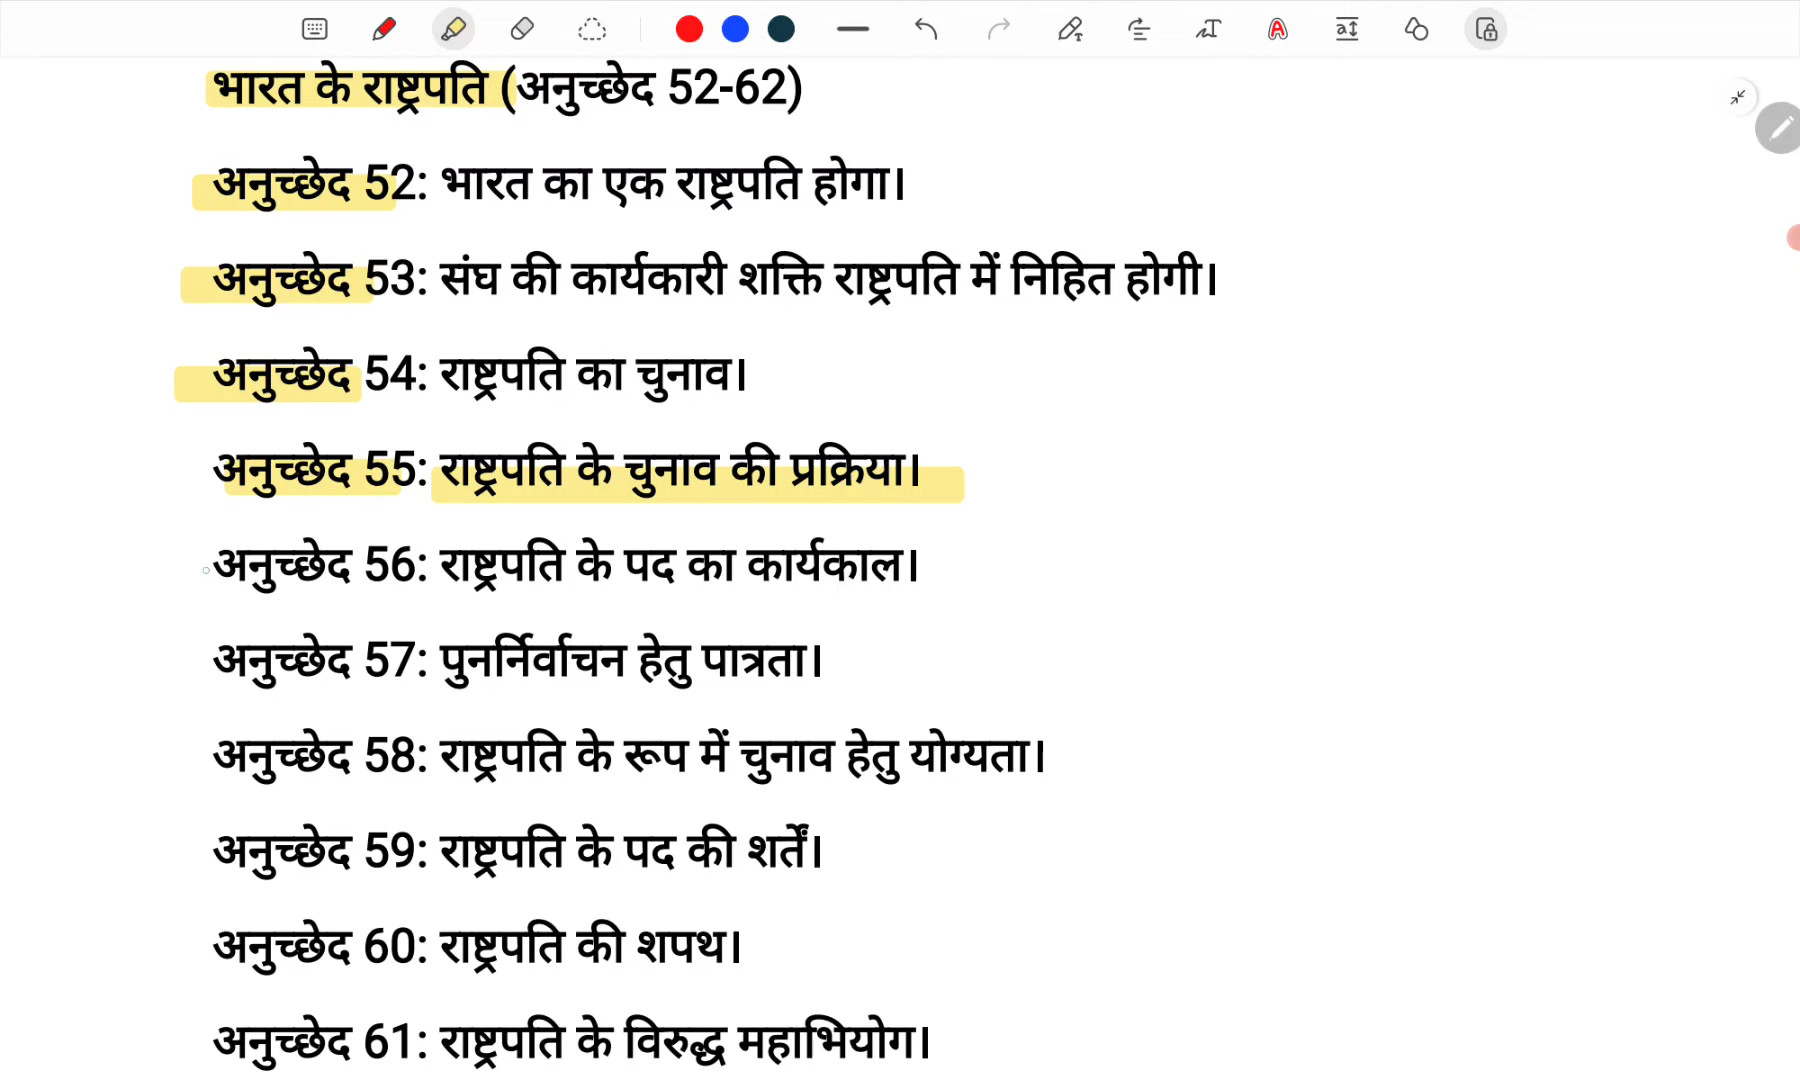 भारत के राष्ट्रपति (अनुच्छेद 52-62)
अनुच्छेद 52: भारत का एक राष्ट्रपति होगा।
अनुच्छेद 53: संघ की कार्यकारी शक्ति राष्ट्रपति में निहित होगी।
अनुच्छेद 54: राष्ट्रपति का चुनाव।
अनुच्छेद 55: राष्ट्रपति के चुनाव की प्रक्रिया।
अनुच्छेद 56: राष्ट्रपति के पद का कार्यकाल।
अनुच्छेद 57: पुनर्निर्वाचन हेतु पात्रता।
अनुच्छेद 58: राष्ट्रपति के रूप में चुनाव हेतु योग्यता।
अनुच्छेद 59: राष्ट्रपति के पद की शर्तें।
अनुच्छेद 60: राष्ट्रपति की शपथ।
अनुच्छेद 61: राष्ट्रपति के विरुद्ध महाभियोग।